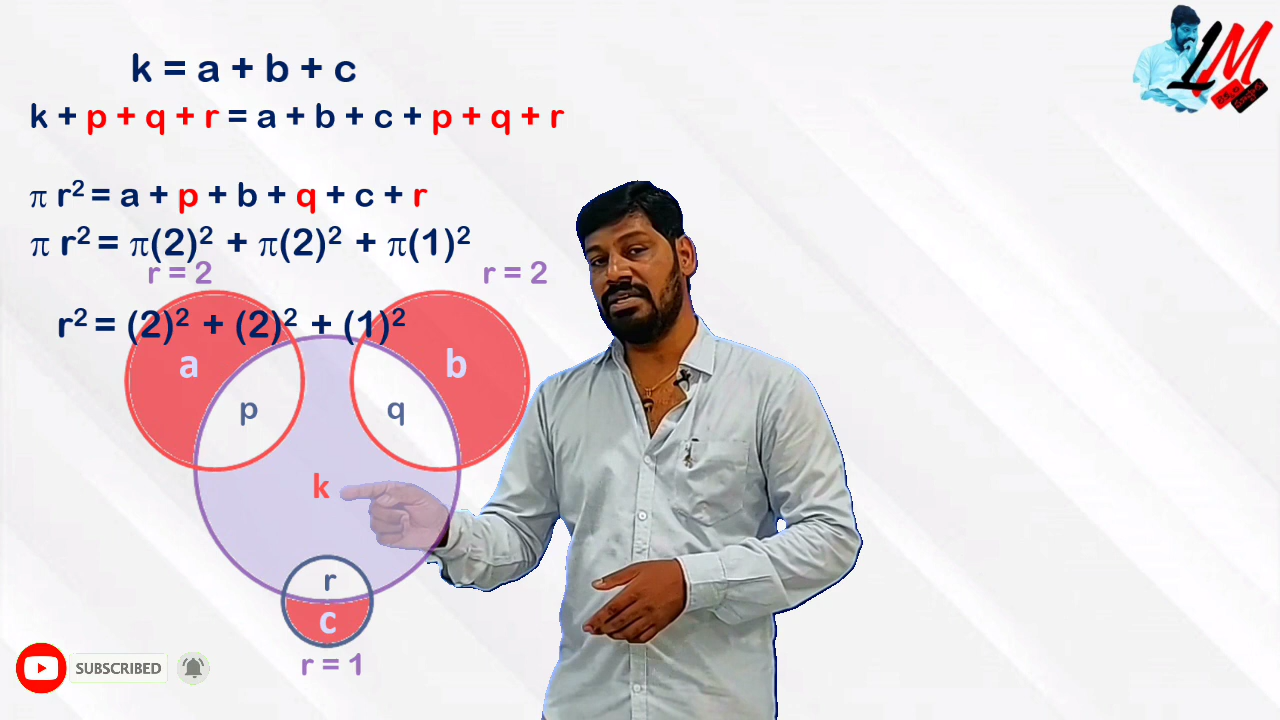 k = a + b + c
k + p + q + r = a + b + c + p + q + r
π r² = a + p + b + q + c + r
π r² = π(2)² + π(2)² + π(1)²
r = 2
r = 2
r² = (2)² + (2)² + (1)²
a
b
p
q
k
r
c
r = 1
SUBSCRIBED
LM